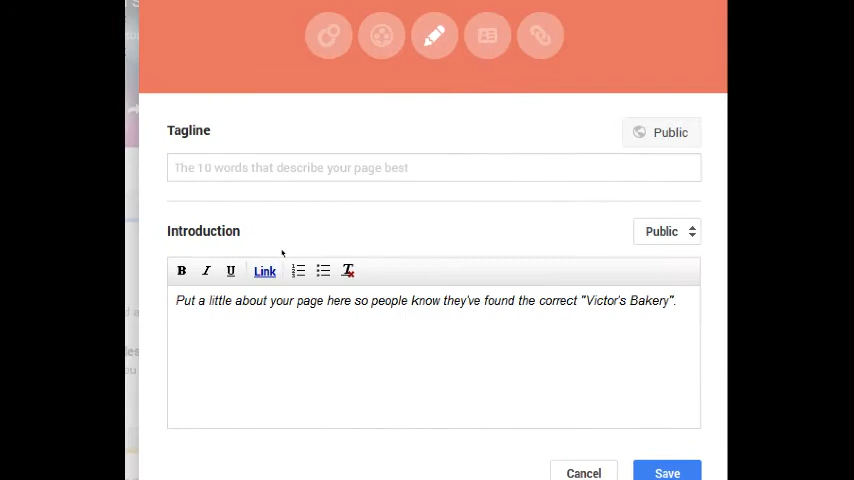 Tagline
Public
The 10 words that describe your page best
Introduction
Public
B I U Link
Put a little about your page here so people know they've found the correct "Victor's Bakery".
Cancel
Save